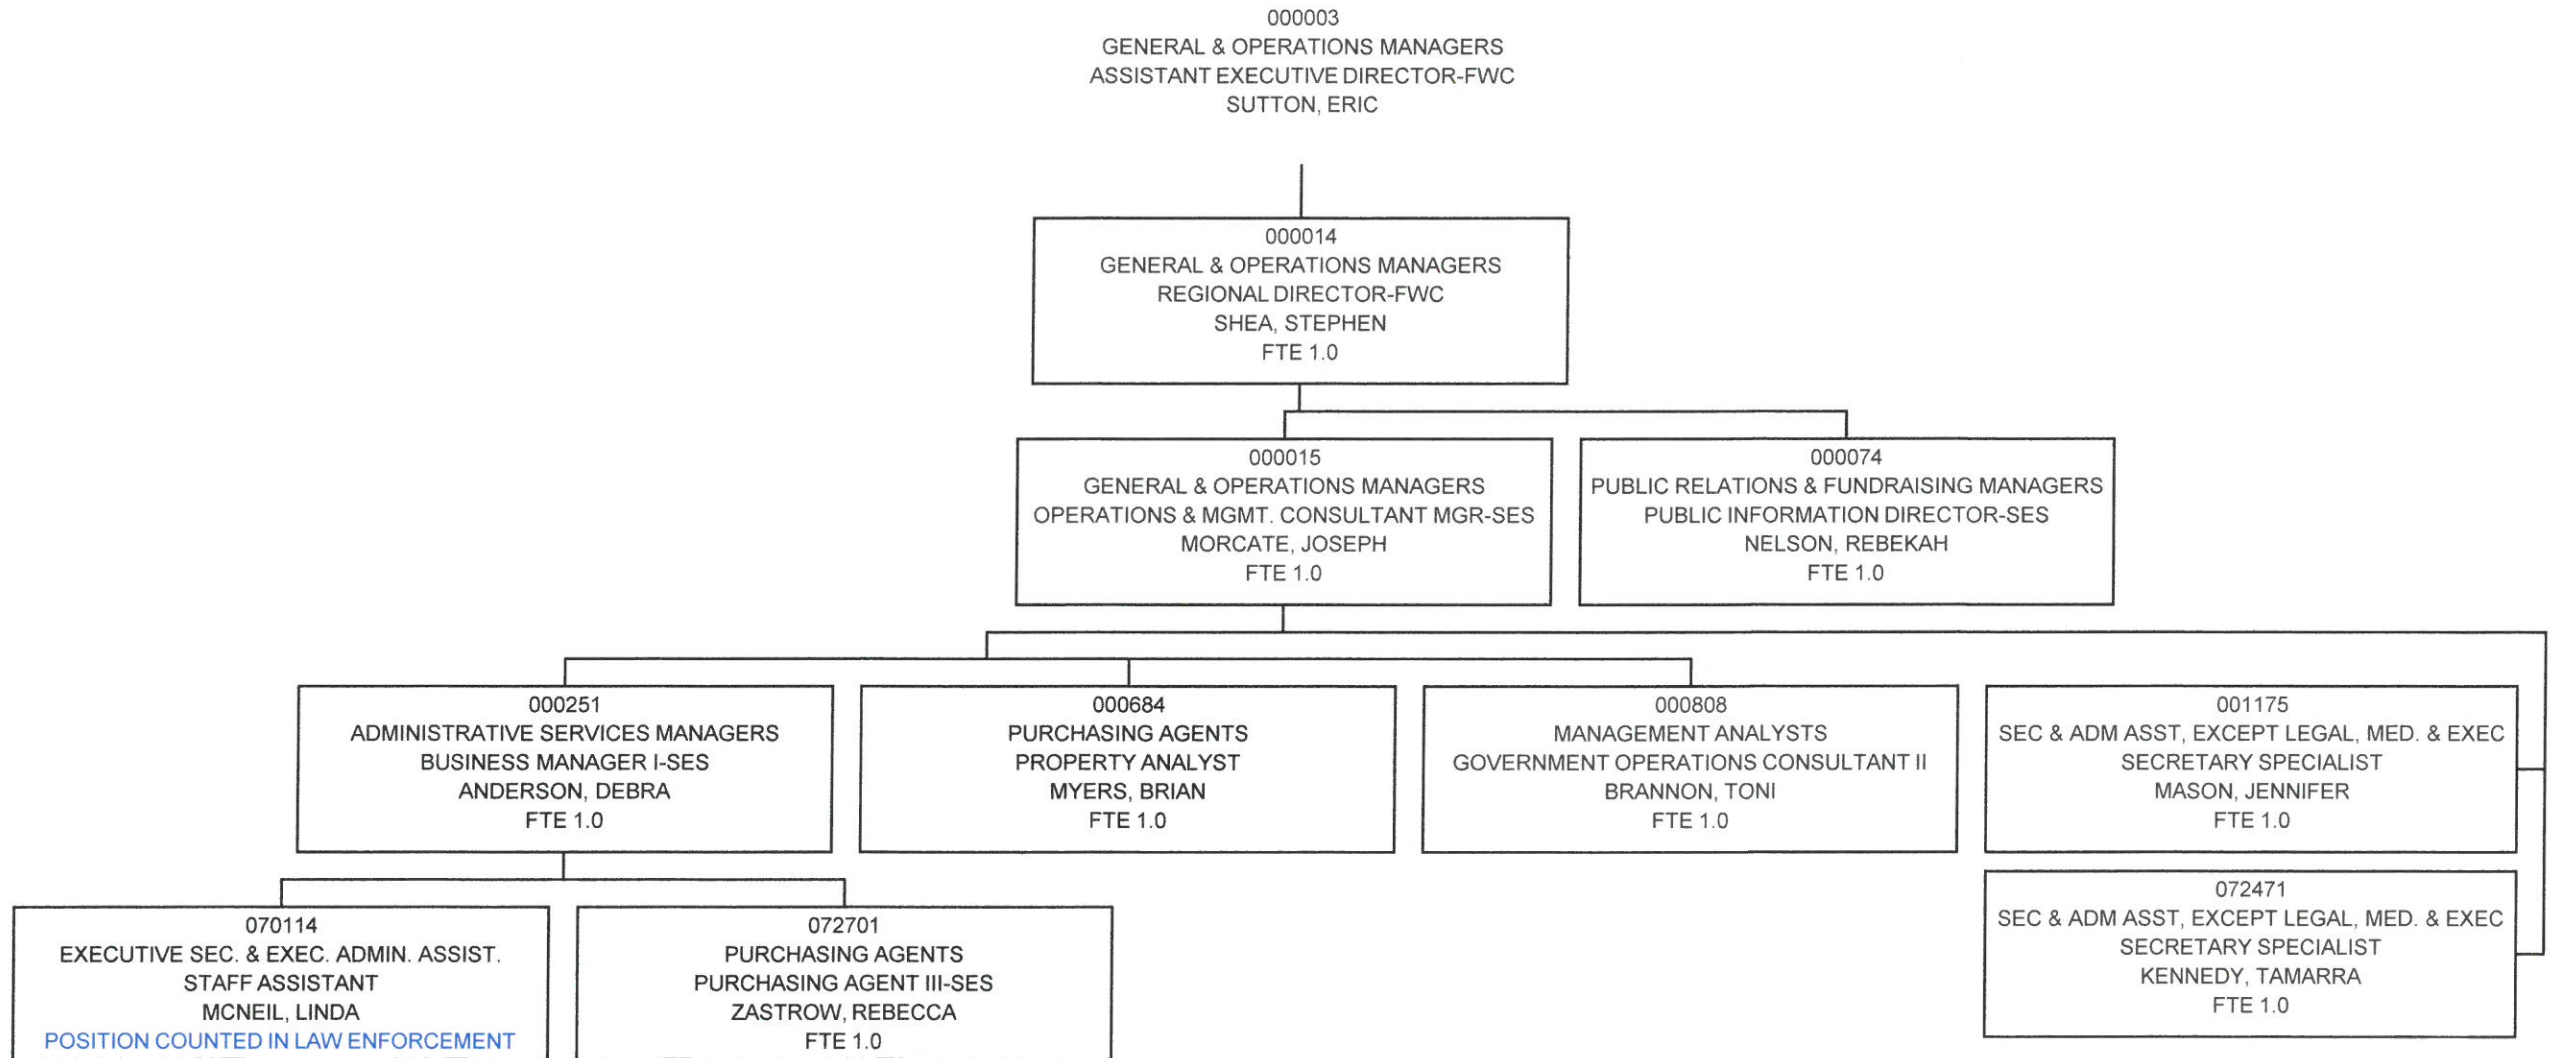 000003
GENERAL & OPERATIONS MANAGERS
ASSISTANT EXECUTIVE DIRECTOR-FWC
SUTTON, ERIC
000014
GENERAL & OPERATIONS MANAGERS
REGIONAL DIRECTOR-FWC
SHEA, STEPHEN
FTE 1.0
000015
GENERAL & OPERATIONS MANAGERS
OPERATIONS & MGMT. CONSULTANT MGR-SES
MORCATE, JOSEPH
FTE 1.0
000074
PUBLIC RELATIONS & FUNDRAISING MANAGERS
PUBLIC INFORMATION DIRECTOR-SES
NELSON, REBEKAH
FTE 1.0
000251
ADMINISTRATIVE SERVICES MANAGERS
BUSINESS MANAGER I-SES
ANDERSON, DEBRA
FTE 1.0
000684
PURCHASING AGENTS
PROPERTY ANALYST
MYERS, BRIAN
FTE 1.0
000808
MANAGEMENT ANALYSTS
GOVERNMENT OPERATIONS CONSULTANT II
BRANNON, TONI
FTE 1.0
001175
SEC & ADM ASST, EXCEPT LEGAL, MED. & EXEC
SECRETARY SPECIALIST
MASON, JENNIFER
FTE 1.0
072471
SEC & ADM ASST, EXCEPT LEGAL, MED. & EXEC
SECRETARY SPECIALIST
KENNEDY, TAMARRA
FTE 1.0
070114
EXECUTIVE SEC. & EXEC. ADMIN. ASSIST.
STAFF ASSISTANT
MCNEIL, LINDA
POSITION COUNTED IN LAW ENFORCEMENT
072701
PURCHASING AGENTS
PURCHASING AGENT III-SES
ZASTROW, REBECCA
FTE 1.0